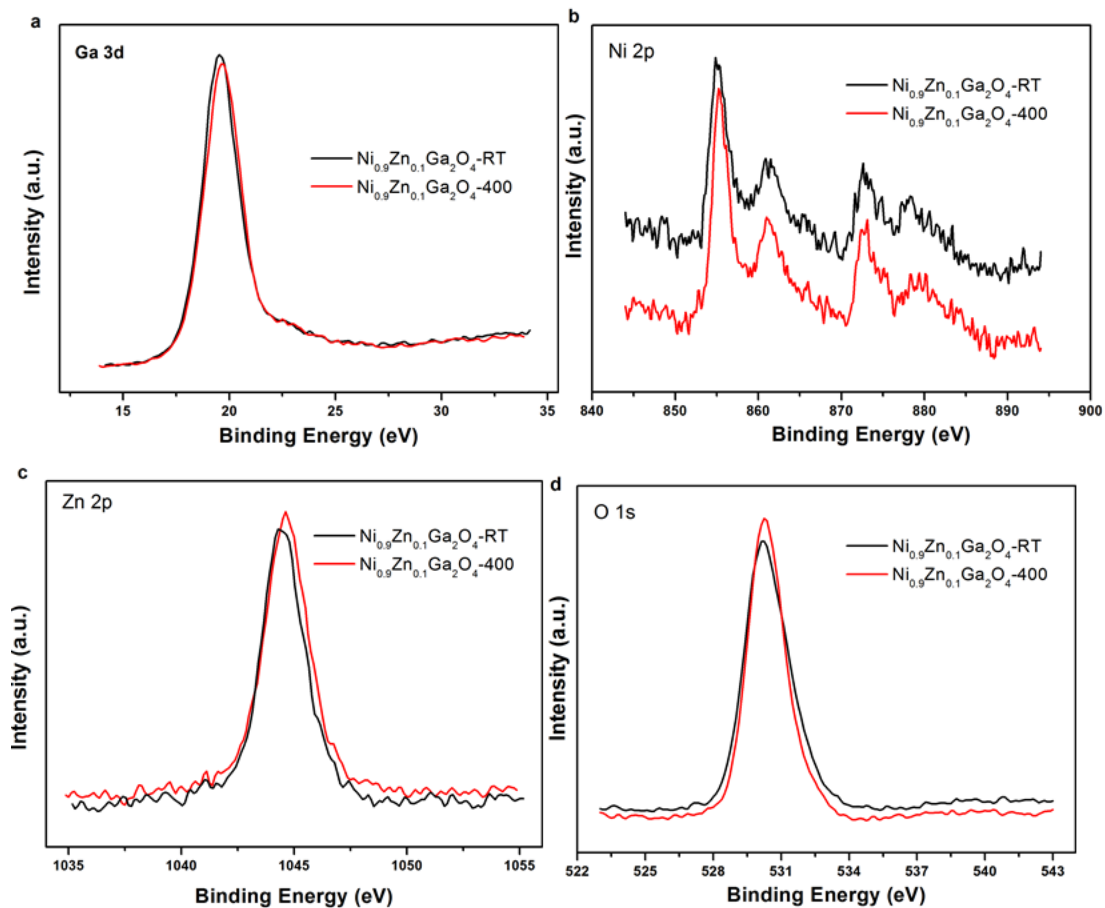 a
Ga 3d
Ni₀.₉Zn₀.₁Ga₂O₄-RT
Ni₀.₉Zn₀.₁Ga₂O₄-400
Intensity (a.u.)
15 20 25 30 35
Binding Energy (eV)
b
Ni 2p
Ni₀.₉Zn₀.₁Ga₂O₄-RT
Ni₀.₉Zn₀.₁Ga₂O₄-400
Intensity (a.u.)
840 850 860 870 880 890 900
Binding Energy (eV)
c
Zn 2p
Ni₀.₉Zn₀.₁Ga₂O₄-RT
Ni₀.₉Zn₀.₁Ga₂O₄-400
Intensity (a.u.)
1035 1040 1045 1050 1055
Binding Energy (eV)
d
O 1s
Ni₀.₉Zn₀.₁Ga₂O₄-RT
Ni₀.₉Zn₀.₁Ga₂O₄-400
Intensity (a.u.)
522 525 528 531 534 537 540 543
Binding Energy (eV)